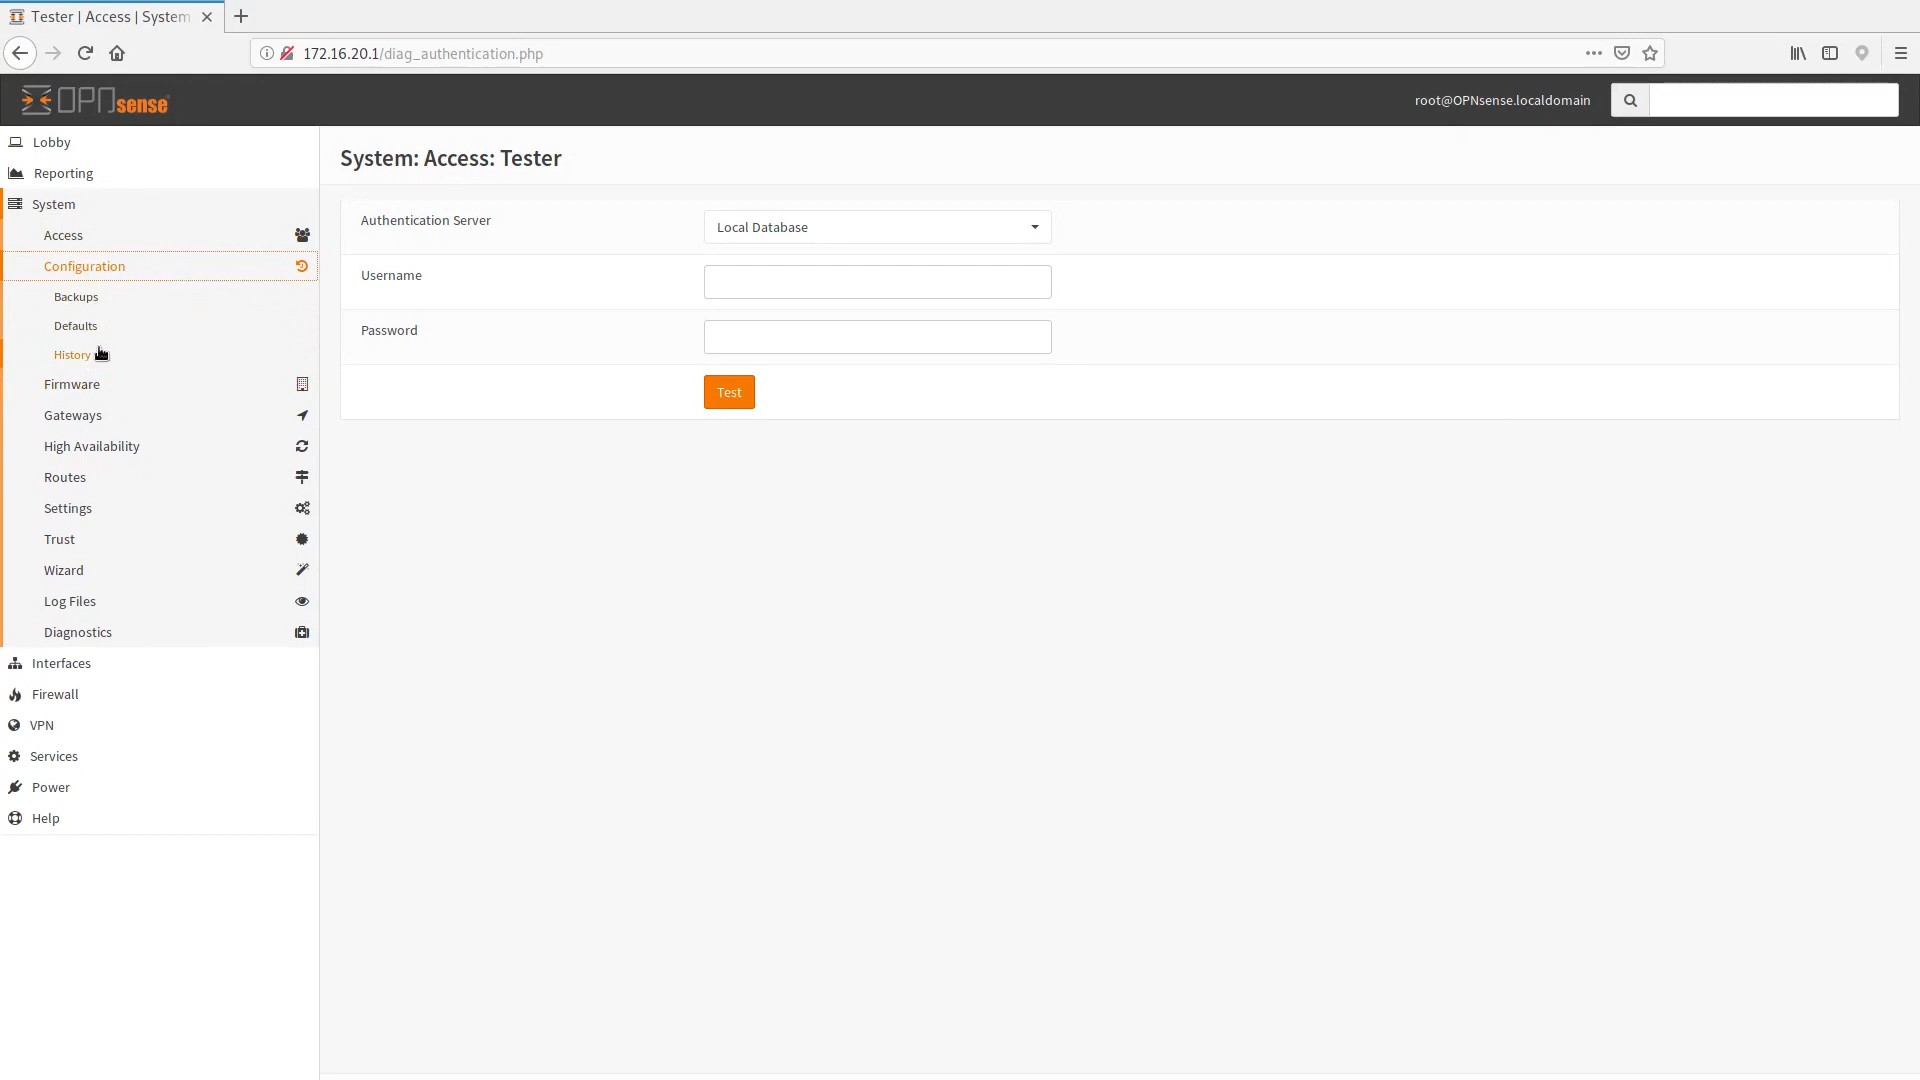 Tester | Access | System
172.16.20.1/diag_authentication.php
OPNsense
root@OPNsense.localdomain
Lobby
Reporting
System
Access
Configuration
Backups
Defaults
History
Firmware
Gateways
High Availability
Routes
Settings
Trust
Wizard
Log Files
Diagnostics
Interfaces
Firewall
VPN
Services
Power
Help
System: Access: Tester
Authentication Server
Local Database
Username
Password
Test